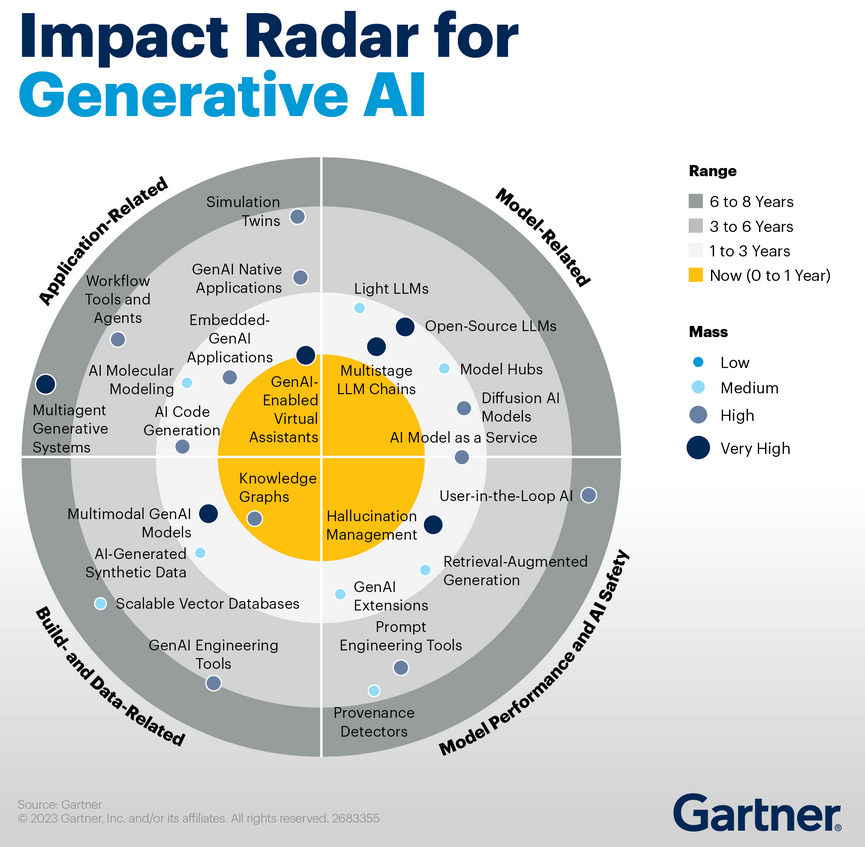 Impact Radar for
Generative AI
Application-Related
Model-Related
Simulation
Twins
GenAI Native
Applications
Workflow
Tools and
Agents
Embedded-
GenAI
Applications
AI Molecular
Modeling
Multiagent
Generative
Systems
AI Code
Generation
GenAI-
Enabled
Virtual
Assistants
Light LLMs
Open-Source LLMs
Multistage
LLM Chains
Model Hubs
Diffusion AI
Models
AI Model as a Service
Knowledge
Graphs
Multimodal GenAI
Models
AI-Generated
Synthetic Data
Scalable Vector Databases
GenAI Engineering
Tools
User-in-the-Loop AI
Hallucination
Management
Retrieval-Augmented
Generation
GenAI
Extensions
Prompt
Engineering Tools
Provenance
Detectors
Build- and Data-Related
Model Performance and AI Safety
Range
6 to 8 Years
3 to 6 Years
1 to 3 Years
Now (0 to 1 Year)
Mass
Low
Medium
High
Very High
Source: Gartner
© 2023 Gartner, Inc. and/or its affiliates. All rights reserved. 2683355
Gartner®